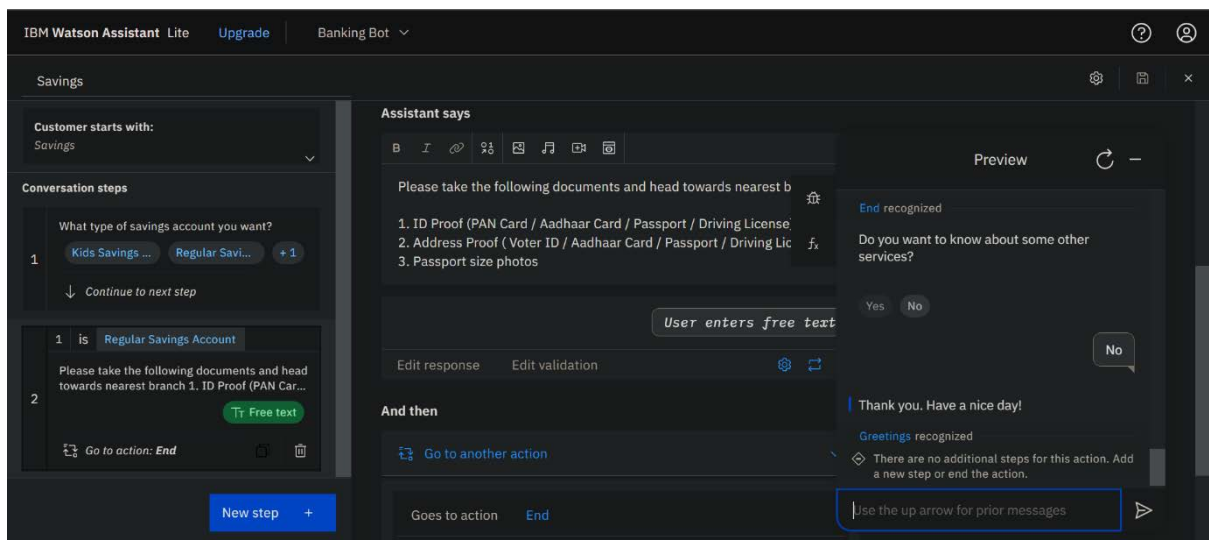 IBM Watson Assistant Lite Upgrade Banking Bot
Savings
Customer starts with:
Savings
Conversation steps
1
What type of savings account you want?
Kids Savings ... Regular Savi... + 1
Continue to next step
2
1 is Regular Savings Account
Please take the following documents and head
towards nearest branch 1. ID Proof (PAN Car...
TT Free text
Go to action: End
New step +
Assistant says
B I
Please take the following documents and head towards nearest b
1. ID Proof (PAN Card / Aadhaar Card / Passport / Driving License)
2. Address Proof ( Voter ID / Aadhaar Card / Passport / Driving Lic
3. Passport size photos
User enters free text
Edit response Edit validation
And then
Go to another action
Goes to action End
fx
Preview
End recognized
Do you want to know about some other
services?
Yes No
No
Thank you. Have a nice day!
Greetings recognized
There are no additional steps for this action. Add
a new step or end the action.
Use the up arrow for prior messages